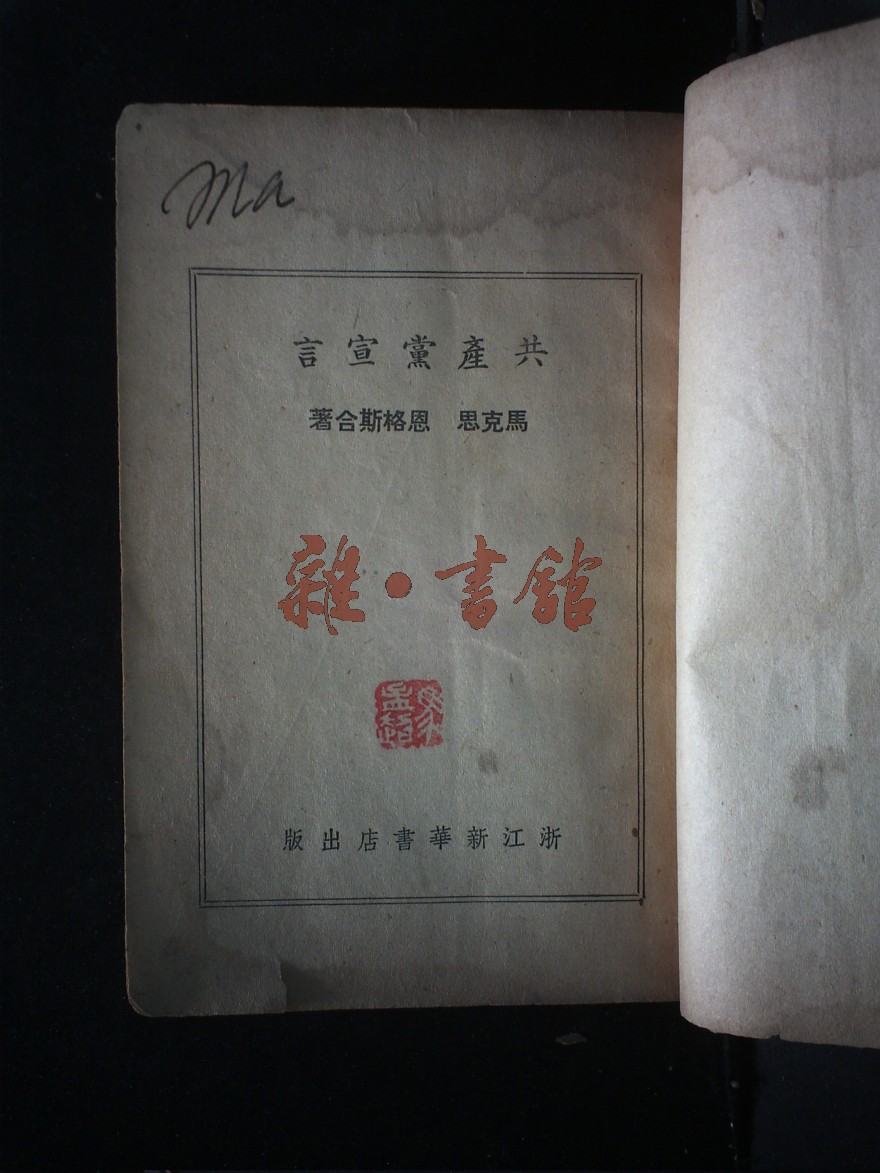 Ma
共產黨宣言
馬克思 恩格斯合著
雜·書館
浙江新華書店出版